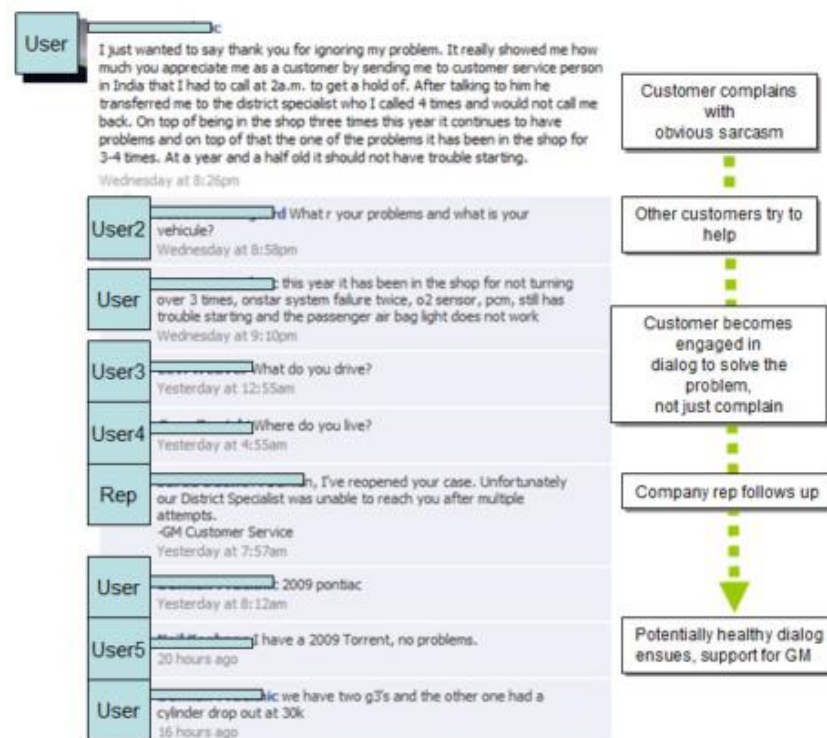 User
I just wanted to say thank you for ignoring my problem. It really showed me how
much you appreciate me as a customer by sending me to customer service person
in India that I had to call at 2a.m. to get a hold of. After talking to him he
transferred me to the district specialist who I called 4 times and would not call me
back. On top of being in the shop three times this year it continues to have
problems and on top of that the one of the problems it has been in the shop for
3-4 times. At a year and a half old it should not have trouble starting.
Wednesday at 8:26pm
Customer complains
with
obvious sarcasm
User2
What r your problems and what is your
vehicule?
Wednesday at 8:58pm
Other customers try to
help
User
this year it has been in the shop for not turning
over 3 times, onstar system failure twice, o2 sensor, pcm, still has
trouble starting and the passenger air bag light does not work
Wednesday at 9:10pm
Customer becomes
engaged in
dialog to solve the
problem,
not just complain
User3
What do you drive?
Yesterday at 12:55am
User4
Where do you live?
Yesterday at 4:55am
Rep
I've reopened your case. Unfortunately
our District Specialist was unable to reach you after multiple
attempts.
-GM Customer Service
Yesterday at 7:57am
Company rep follows up
User
2009 pontiac
Yesterday at 8:12am
User5
I have a 2009 Torrent, no problems.
20 hours ago
Potentially healthy dialog
ensues, support for GM
User
we have two g3's and the other one had a
cylinder drop out at 30k
16 hours ago